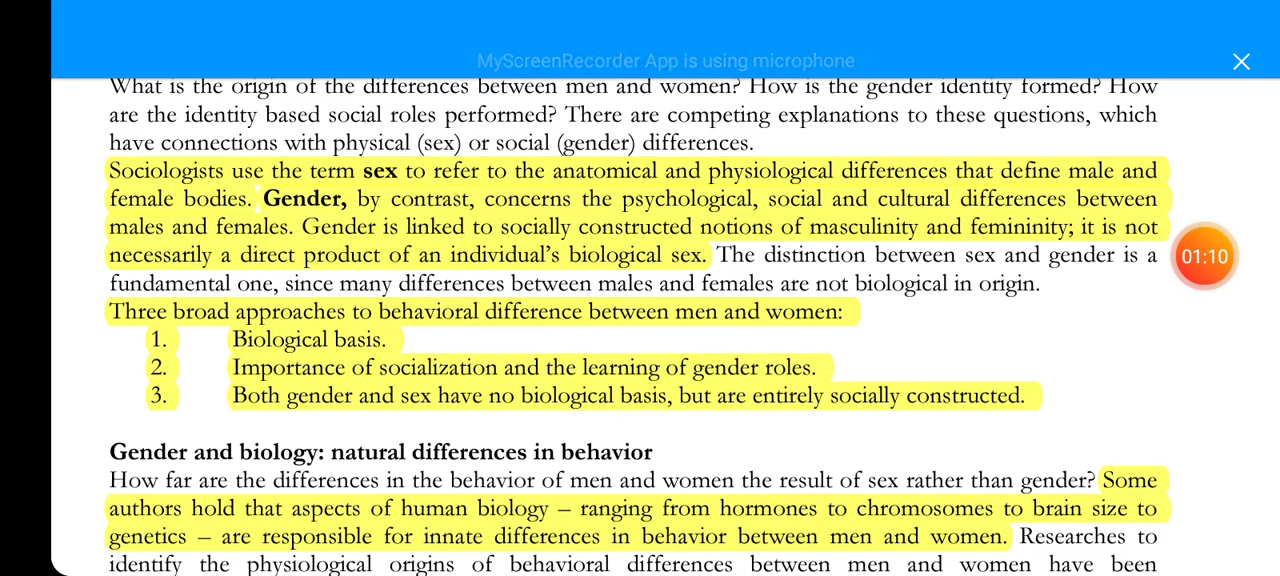 MyScreenRecorder App is using microphone
What is the origin of the differences between men and women? How is the gender identity formed? How
are the identity based social roles performed? There are competing explanations to these questions, which
have connections with physical (sex) or social (gender) differences.
Sociologists use the term sex to refer to the anatomical and physiological differences that define male and
female bodies. Gender, by contrast, concerns the psychological, social and cultural differences between
males and females. Gender is linked to socially constructed notions of masculinity and femininity; it is not
necessarily a direct product of an individual’s biological sex. The distinction between sex and gender is a
fundamental one, since many differences between males and females are not biological in origin.
01:10
Three broad approaches to behavioral difference between men and women:
1. Biological basis.
2. Importance of socialization and the learning of gender roles.
3. Both gender and sex have no biological basis, but are entirely socially constructed.
Gender and biology: natural differences in behavior
How far are the differences in the behavior of men and women the result of sex rather than gender? Some
authors hold that aspects of human biology – ranging from hormones to chromosomes to brain size to
genetics – are responsible for innate differences in behavior between men and women. Researches to
identify the physiological origins of behavioral differences between men and women have been